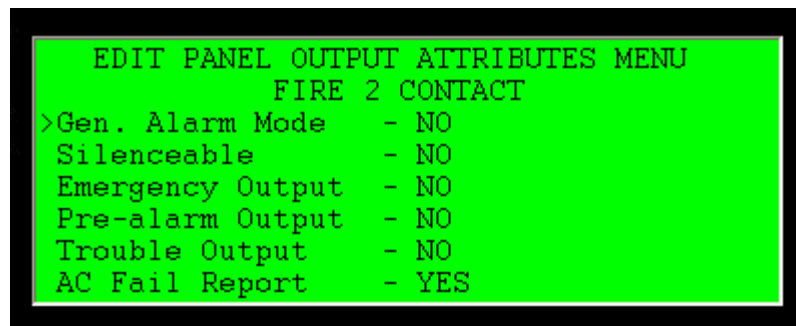 EDIT PANEL OUTPUT ATTRIBUTES MENU
FIRE 2 CONTACT
>Gen. Alarm Mode - NO
Silenceable - NO
Emergency Output - NO
Pre-alarm Output - NO
Trouble Output - NO
AC Fail Report - YES